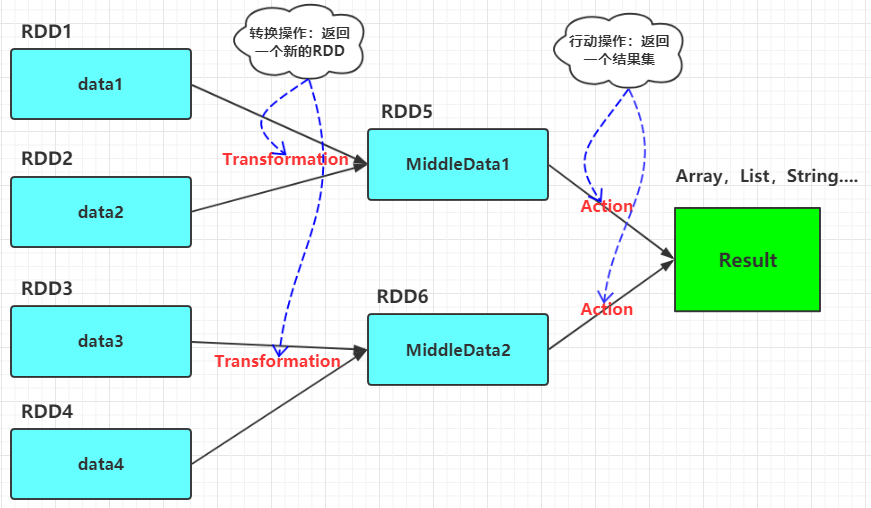 RDD1
data1
转换操作：返回
一个新的RDD
行动操作：返回
一个结果集
RDD2
data2
Transformation
RDD5
MiddleData1
Action
Array，List，String....
Result
RDD3
data3
Transformation
RDD6
MiddleData2
Action
RDD4
data4